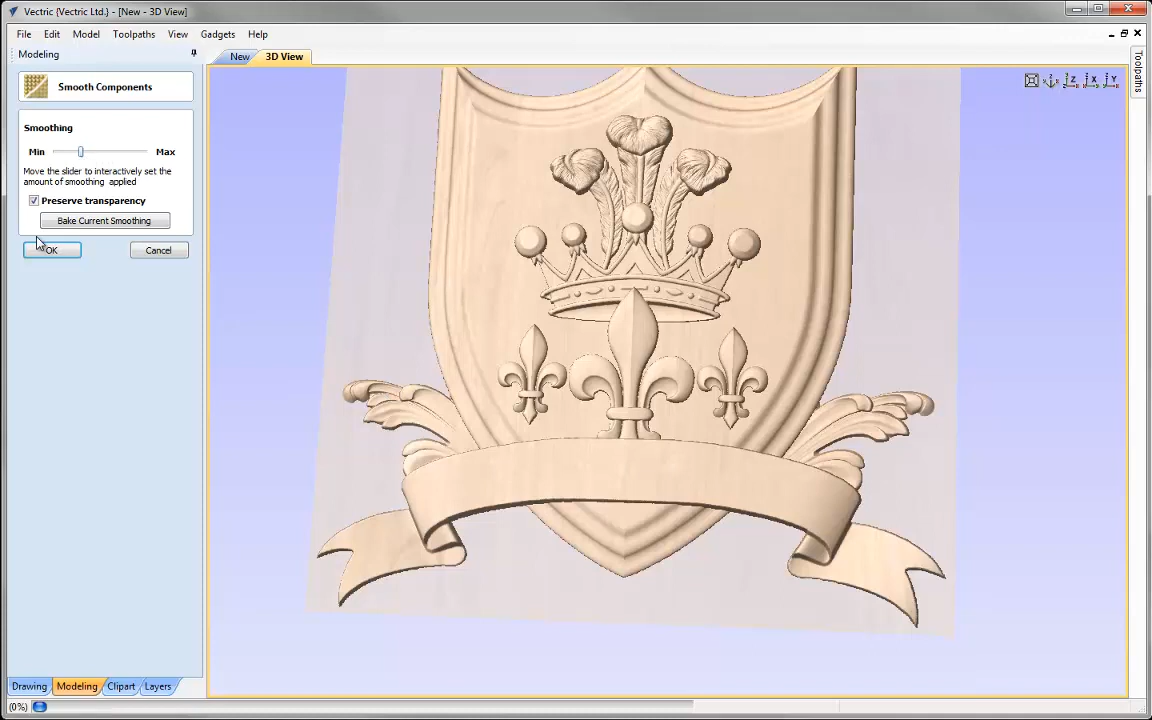 Vectric {Vectric Ltd.} - [New - 3D View]
File Edit Model Toolpaths View Gadgets Help
Modeling
New 3D View
Toolpaths
Smooth Components
Z X Y
Smoothing
Min Max
Move the slider to interactively set the
amount of smoothing applied
Preserve transparency
Bake Current Smoothing
OK Cancel
Drawing Modeling Clipart Layers
(0%)